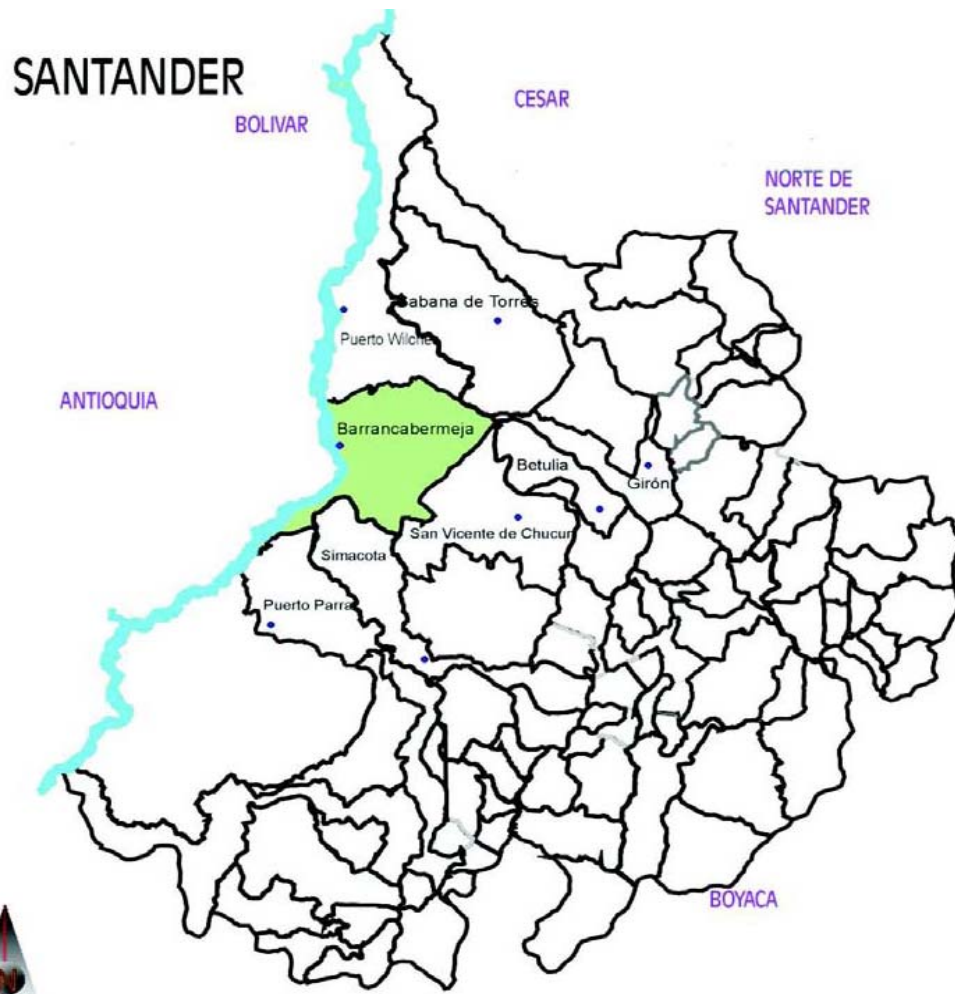 SANTANDER
CESAR
BOLIVAR
NORTE DE
SANTANDER
Sabana de Torres
Puerto Wilche
ANTIOQUIA
Barrancabermeja
Betulia
Girón
San Vicente de Chucur
Simacota
Puerto Parra
BOYACA
N